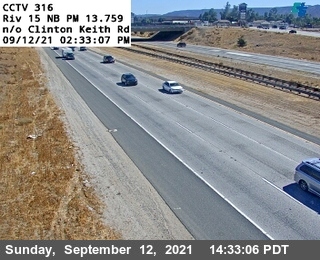 CCTV 316
Riv 15 NB PM 13.759
n/o Clinton Keith Rd
09/12/21 02:33:07 PM
Sunday, September 12, 2021 14:33:06 PDT